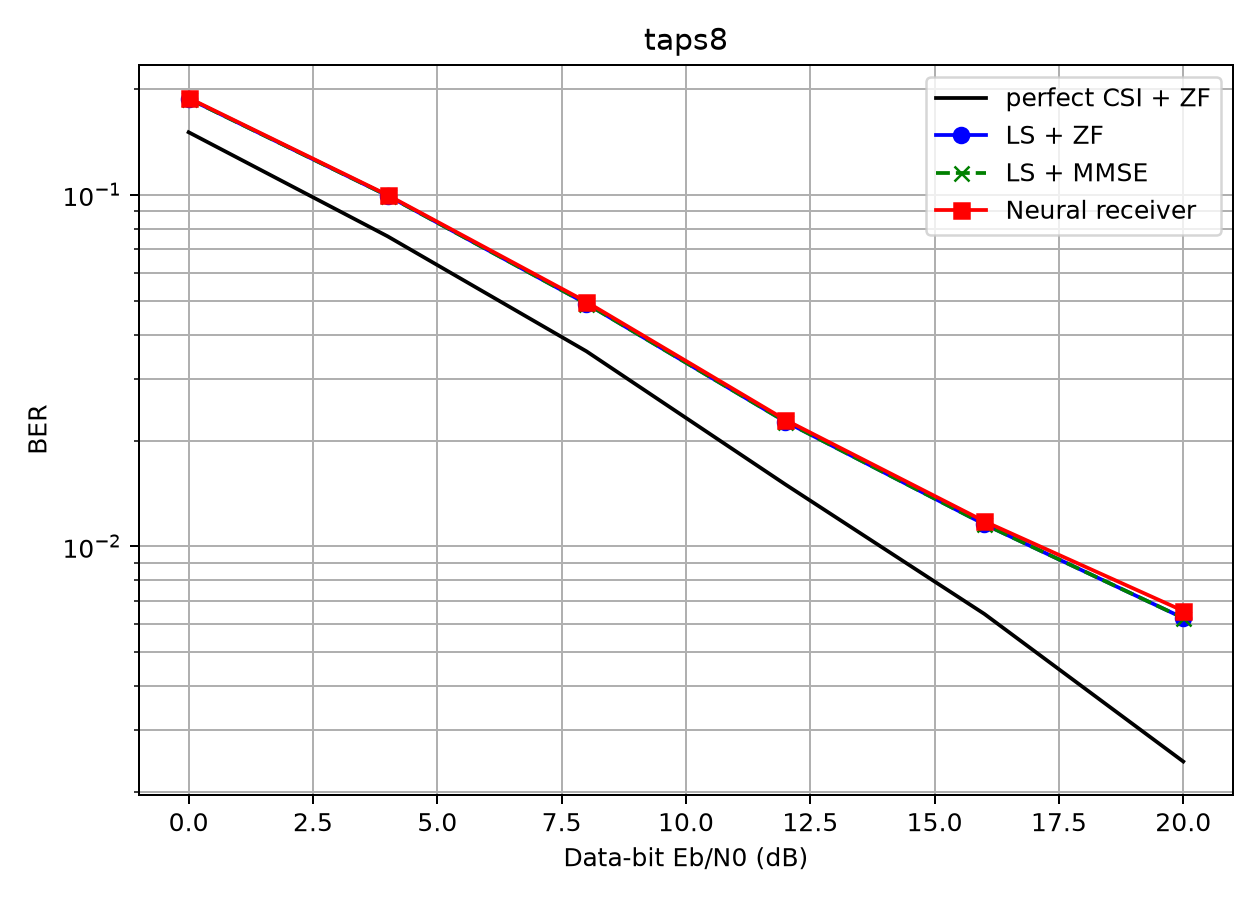 taps8
perfect CSI + ZF
LS + ZF
LS + MMSE
Neural receiver
BER
10⁻¹
10⁻²
0.0 2.5 5.0 7.5 10.0 12.5 15.0 17.5 20.0
Data-bit Eb/N0 (dB)